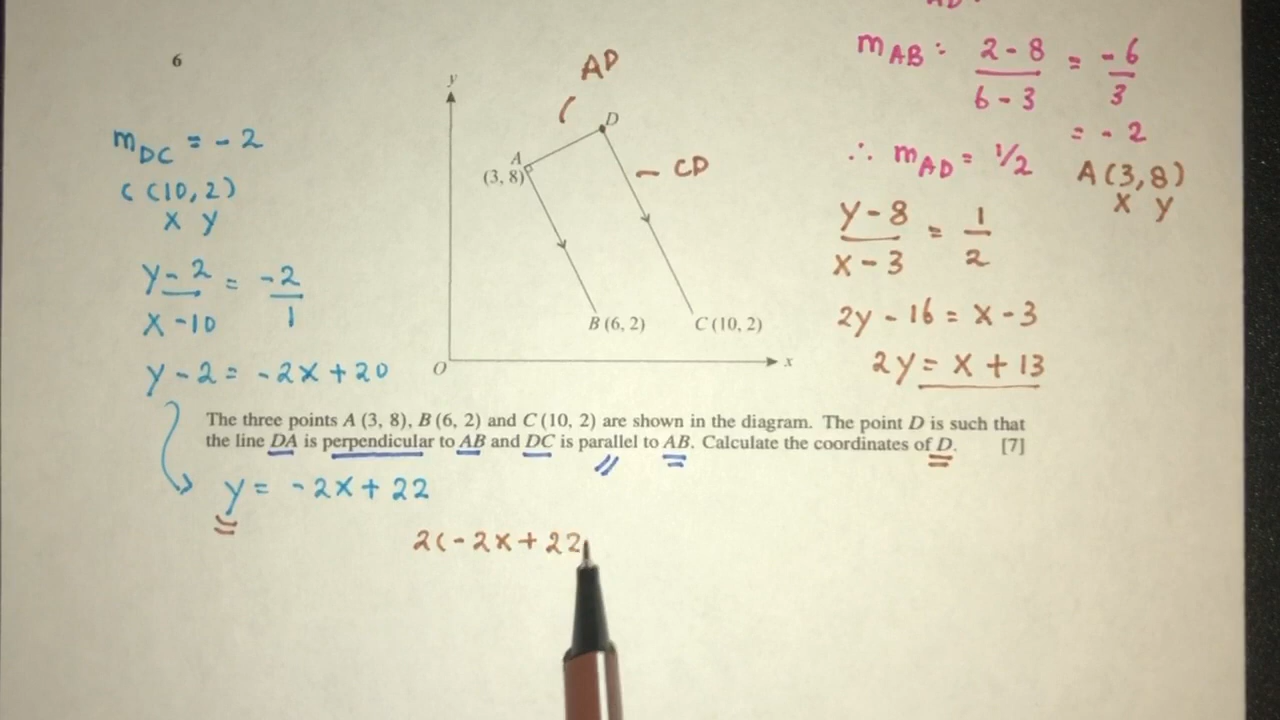 6
m DC = - 2
C (10, 2)
x y
y - 2 = - 2
x - 10 1
y - 2 = - 2x + 20
y
AD
D
A
(3, 8)
CD
B (6, 2)
C (10, 2)
O
x
m AB : 2 - 8 = - 6
6 - 3 3
= - 2
∴ m AD = 1/2
A (3, 8)
x y
y - 8 = 1
x - 3 2
2y - 16 = x - 3
2y = x + 13
The three points A (3, 8), B (6, 2) and C (10, 2) are shown in the diagram. The point D is such that
the line DA is perpendicular to AB and DC is parallel to AB. Calculate the coordinates of D. [7]
y = - 2x + 22
2(- 2x + 22